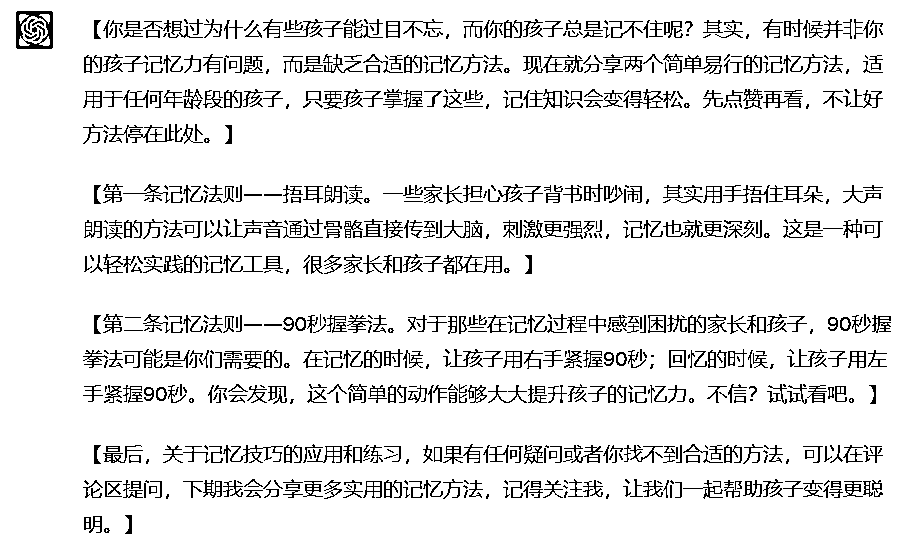 【你是否想过为什么有些孩子能过目不忘，而你的孩子总是记不住呢？其实，有时候并非你
的孩子记忆力有问题，而是缺乏合适的记忆方法。现在就分享两个简单易行的记忆方法，适
用于任何年龄段的孩子，只要孩子掌握了这些，记住知识会变得轻松。先点赞再看，不让好
方法停在此处。】
【第一条记忆法则——捂耳朗读。一些家长担心孩子背书时吵闹，其实用手捂住耳朵，大声
朗读的方法可以让声音通过骨骼直接传到大脑，刺激更强烈，记忆也就更深刻。这是一种可
以轻松实践的记忆工具，很多家长和孩子都在用。】
【第二条记忆法则——90秒握拳法。对于那些在记忆过程中感到困扰的家长和孩子，90秒握
拳法可能是你们需要的。在记忆的时候，让孩子用右手紧握90秒；回忆的时候，让孩子用左
手紧握90秒。你会发现，这个简单的动作能够大大提升孩子的记忆力。不信？试试看吧。】
【最后，关于记忆技巧的应用和练习，如果有任何疑问或者你找不到合适的方法，可以在评
论区提问，下期我会分享更多实用的记忆方法，记得关注我，让我们一起帮助孩子变得更聪
明。】